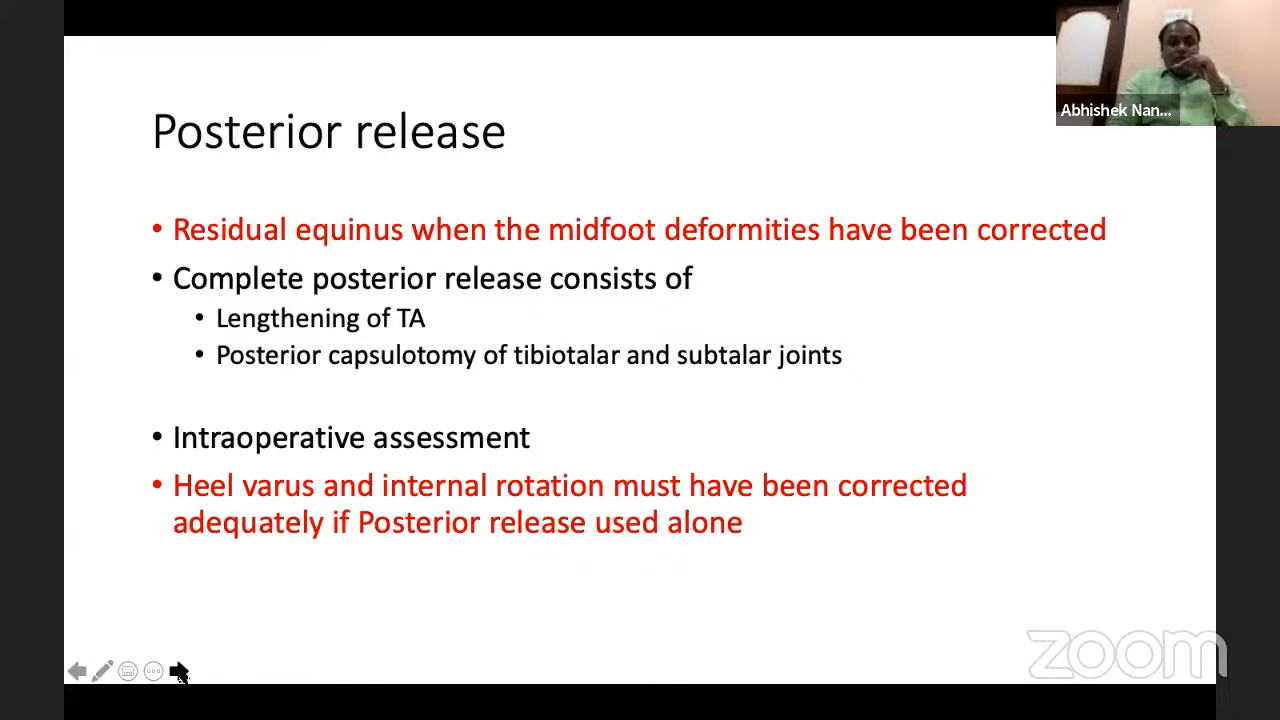 Abhishek Nan...
Posterior release
• Residual equinus when the midfoot deformities have been corrected
• Complete posterior release consists of
• Lengthening of TA
• Posterior capsulotomy of tibiotalar and subtalar joints
• Intraoperative assessment
• Heel varus and internal rotation must have been corrected
adequately if Posterior release used alone
zoom